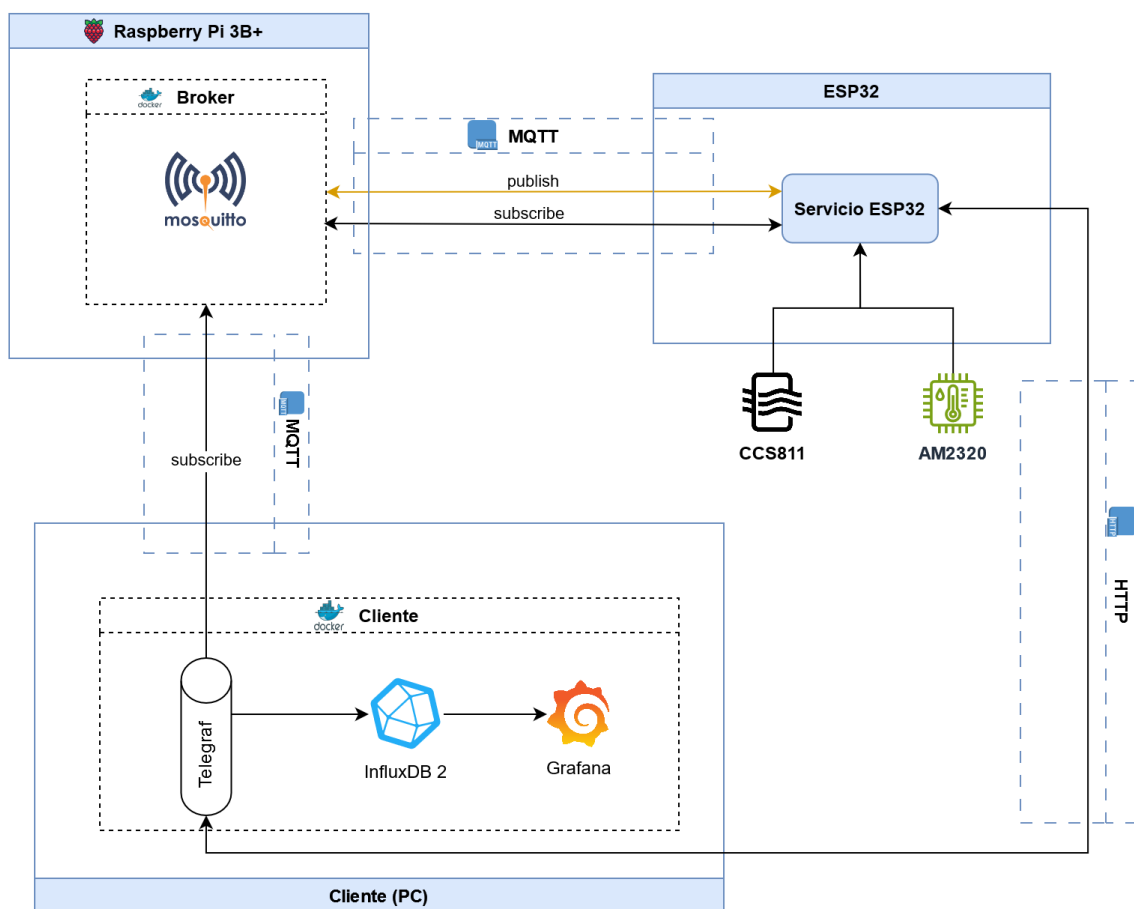 Raspberry Pi 3B+
docker
Broker
mosquitto
MQTT
MQTT
publish
subscribe
ESP32
Servicio ESP32
CCS811
AM2320
MQTT
MQTT
subscribe
HTTP
HTTP
docker
Cliente
Telegraf
InfluxDB 2
Grafana
Cliente (PC)